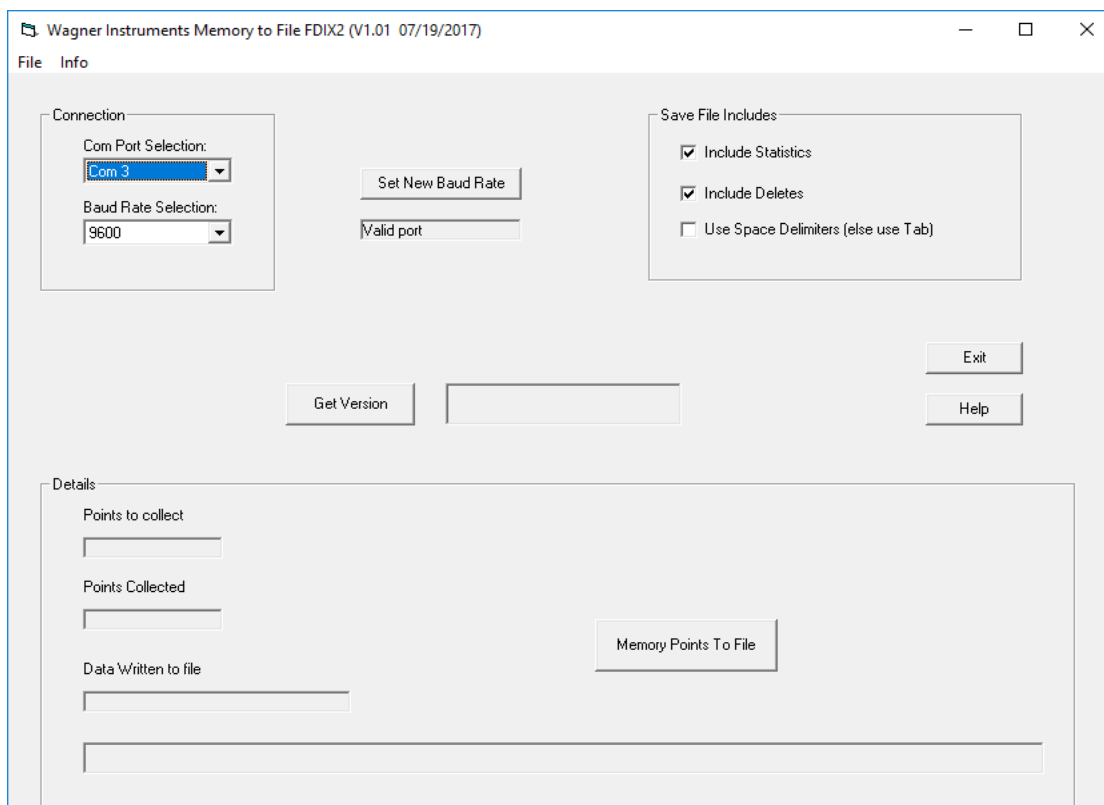 Wagner Instruments Memory to File FDIX2 (V1.01 07/19/2017)
File Info
Connection
Com Port Selection:
Com 3
Baud Rate Selection:
9600
Set New Baud Rate
Valid port
Save File Includes
Include Statistics
Include Deletes
Use Space Delimiters (else use Tab)
Exit
Get Version
Help
Details
Points to collect
Points Collected
Memory Points To File
Data Written to file